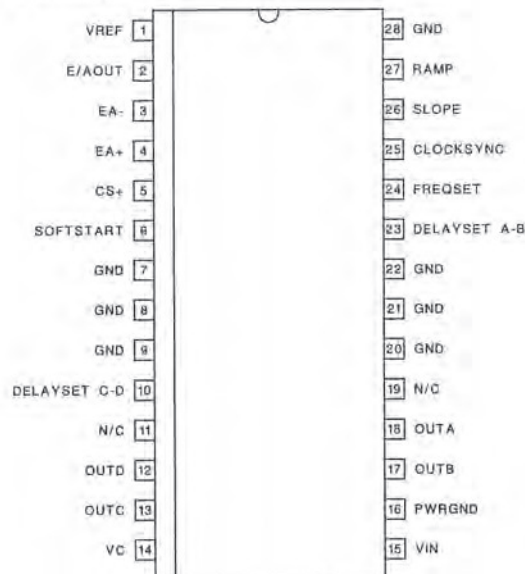 VREF 1
E/AOUT 2
EA- 3
EA+ 4
CS+ 5
SOFTSTART 6
GND 7
GND 8
GND 9
DELAYSET C-D 10
N/C 11
OUTD 12
OUTC 13
VC 14
28 GND
27 RAMP
26 SLOPE
25 CLOCKSYNC
24 FREQSET
23 DELAYSET A-B
22 GND
21 GND
20 GND
19 N/C
18 OUTA
17 OUTB
16 PWRGND
15 VIN